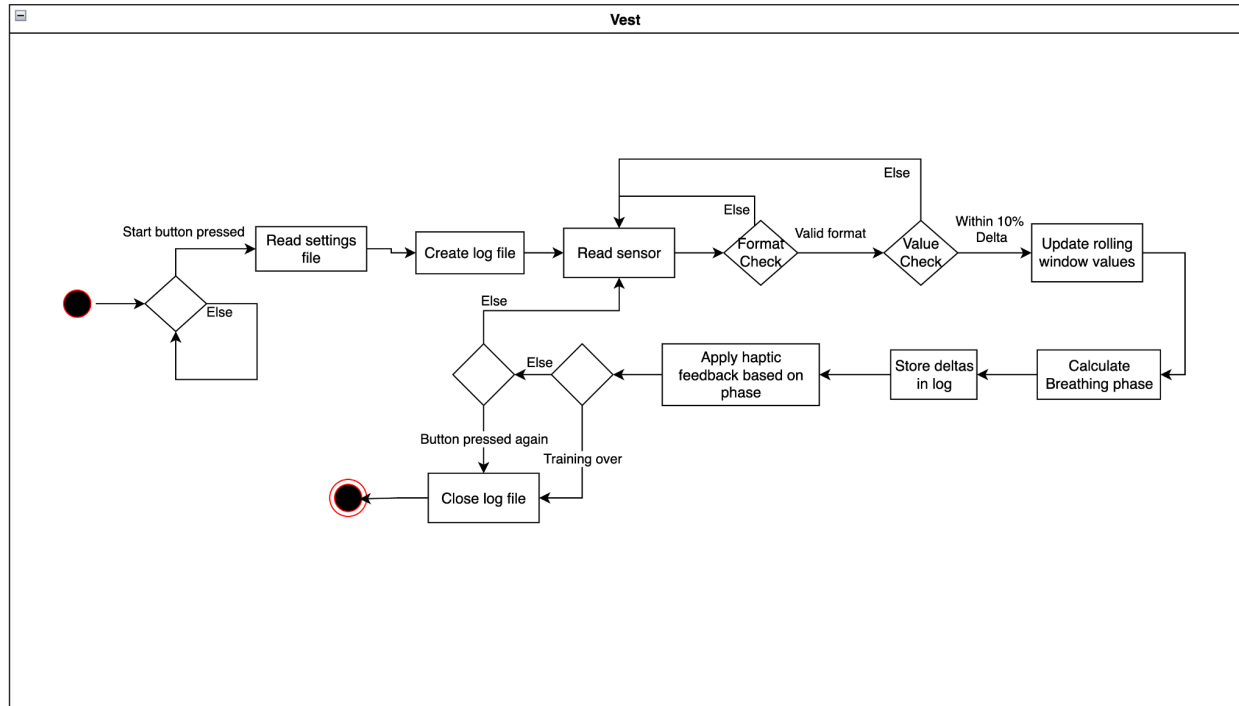 Vest
Else
Else
Start button pressed
Read settings
file
Create log file
Read sensor
Format
Check
Valid format
Value
Check
Within 10%
Delta
Update rolling
window values
Else
Else
Else
Apply haptic
feedback based on
phase
Store deltas
in log
Calculate
Breathing phase
Button pressed again
Training over
Close log file